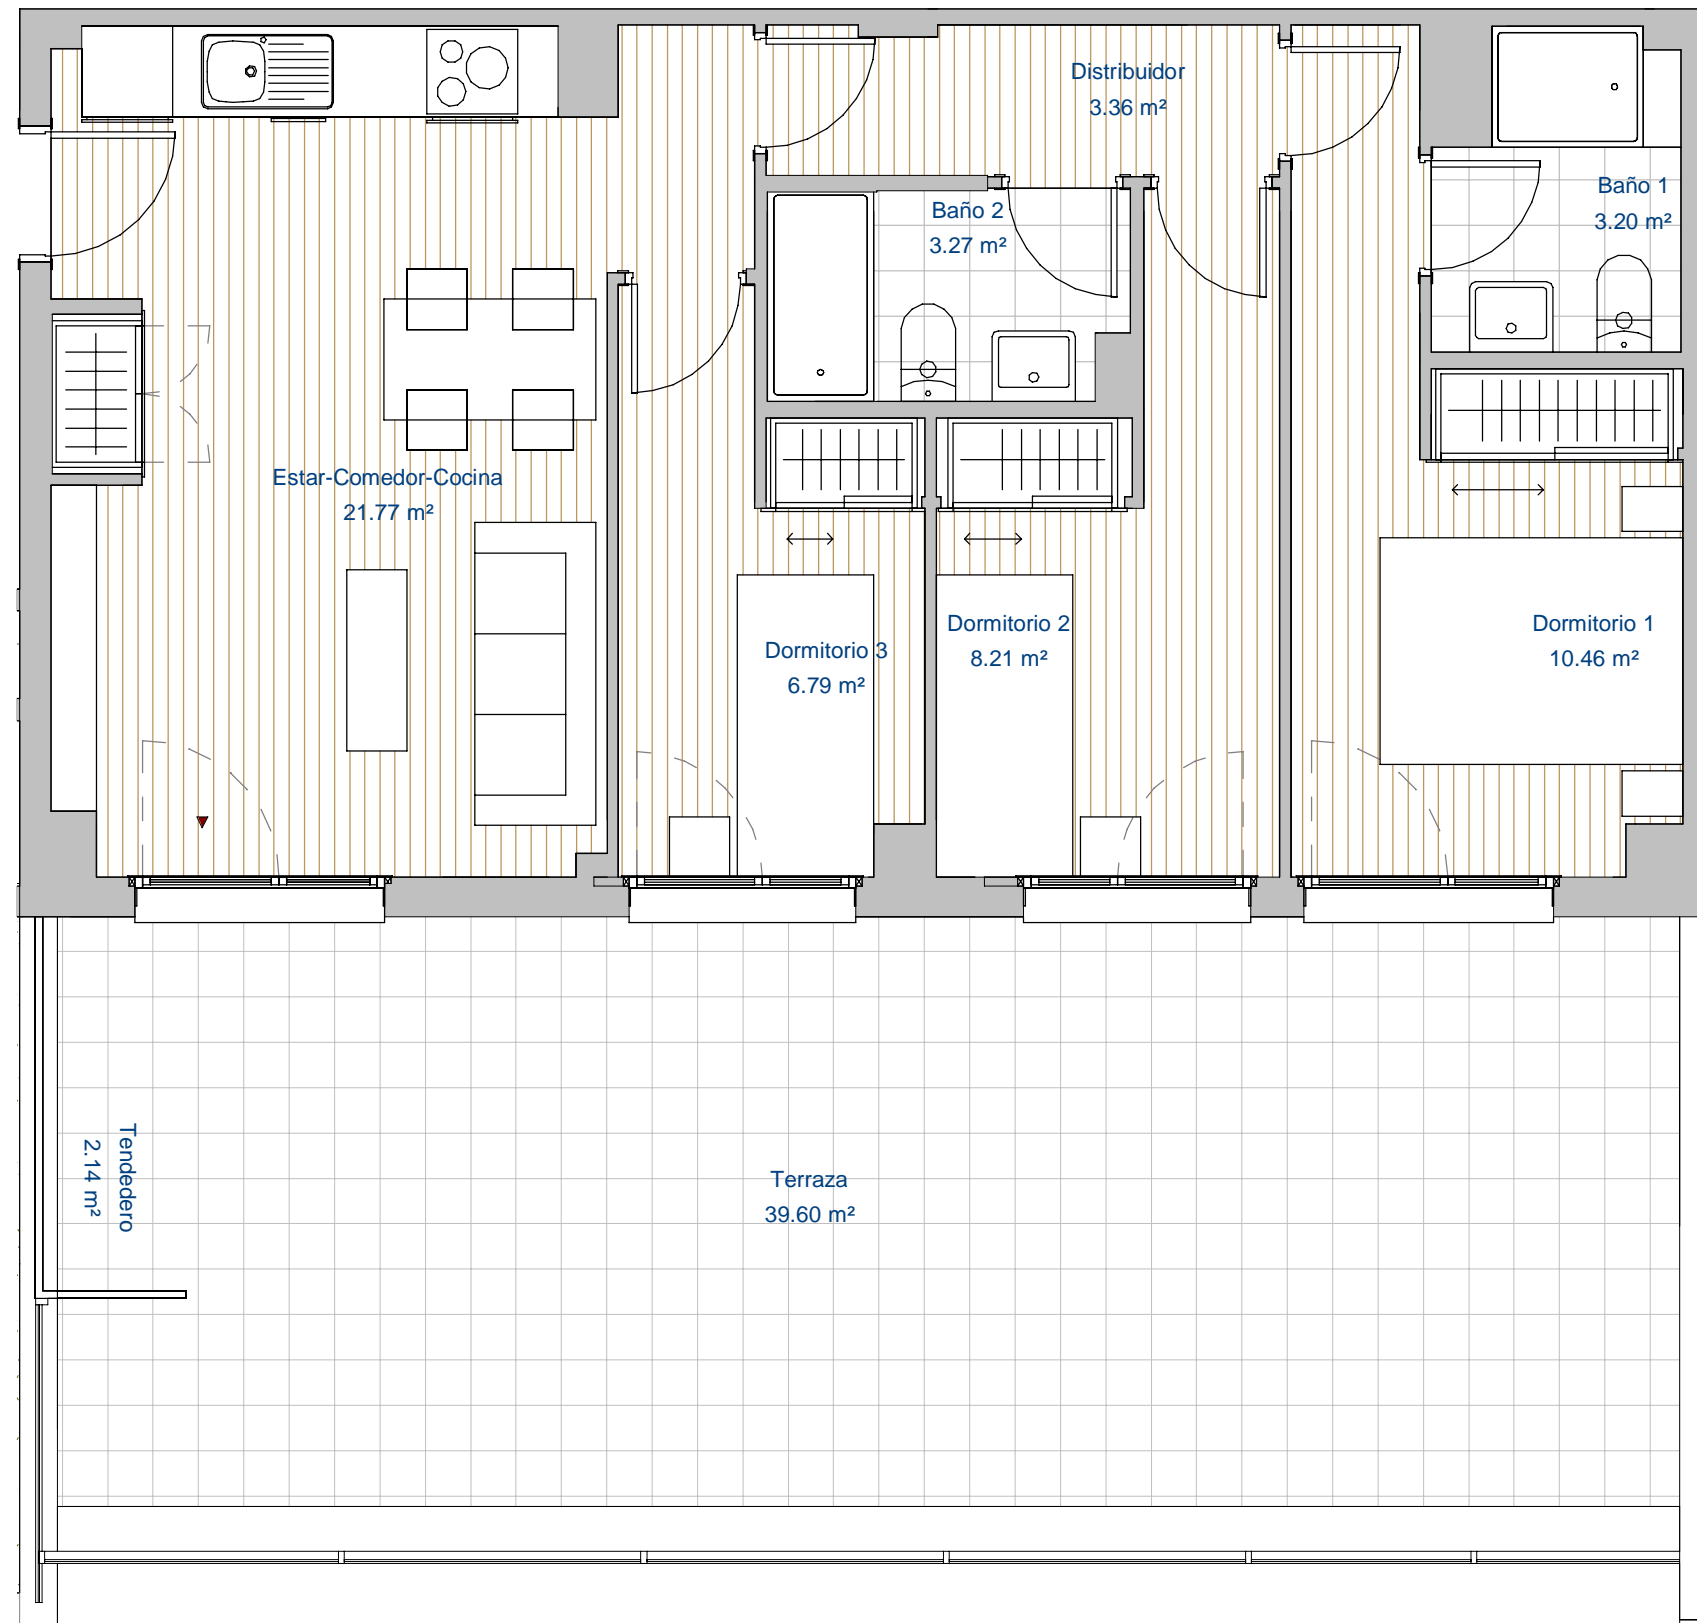 Distribuidor
3.36 m²
Baño 1
3.20 m²
Baño 2
3.27 m²
Estar-Comedor-Cocina
21.77 m²
Dormitorio 3
6.79 m²
Dormitorio 2
8.21 m²
Dormitorio 1
10.46 m²
Tendedero
2.14 m²
Terraza
39.60 m²